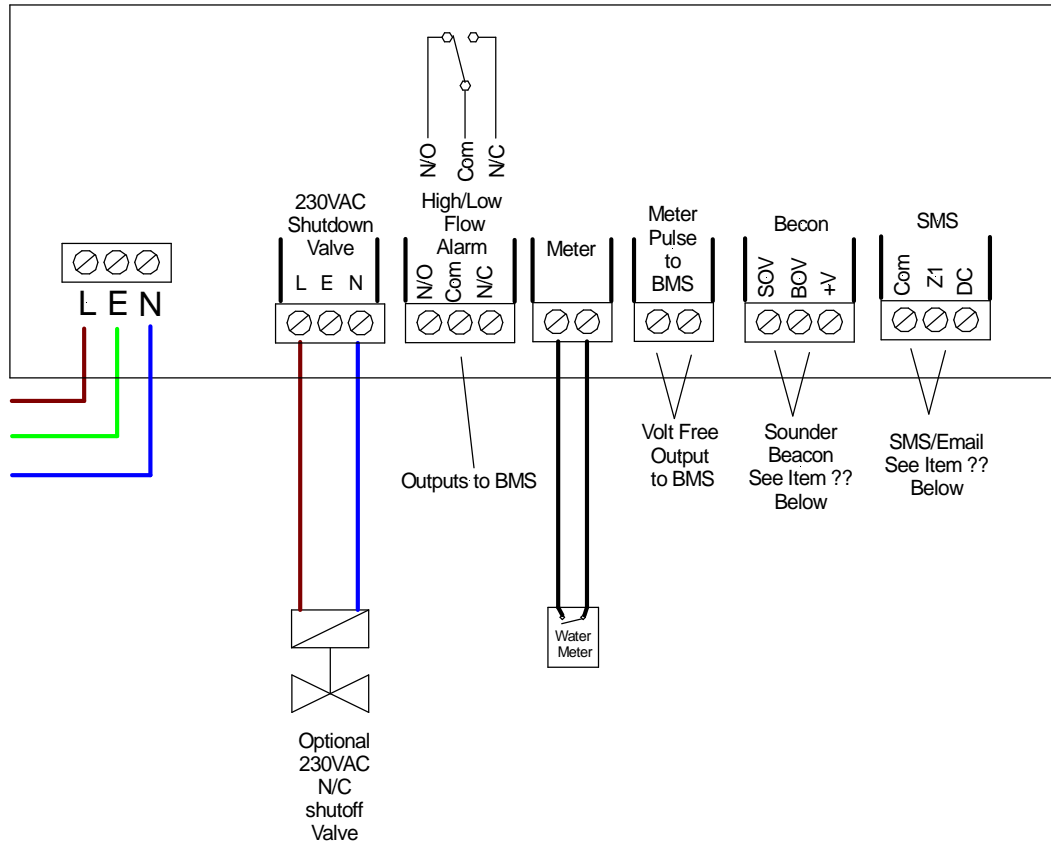 N/O
Com
N/C
230VAC
Shutdown
Valve
L E N
High/Low
Flow
Alarm
N/O
Com
N/C
Meter
Meter
Pulse
to
BMS
Becon
SOV
BOV
+V
SMS
Com
Z1
DC
L E N
Outputs to BMS
Volt Free
Output
to BMS
Sounder
Beacon
See Item ??
Below
SMS/Email
See Item ??
Below
Water
Meter
Optional
230VAC
N/C
shutoff
Valve